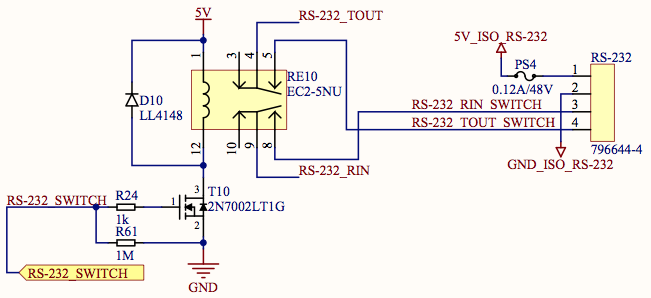 RS-232_TOUT
5V
5V_ISO_RS-232
1
3
4
5
RE10
EC2-5NU
PS4
0.12A/48V
RS-232
1
2
3
4
D10
LL4148
RS-232_RIN_SWITCH
RS-232_TOUT_SWITCH
12
10
9
8
796644-4
GND_ISO_RS-232
RS-232_RIN
RS-232_SWITCH
R24
1k
1
3
2
T10
2N7002LT1G
R61
1M
RS-232_SWITCH
GND